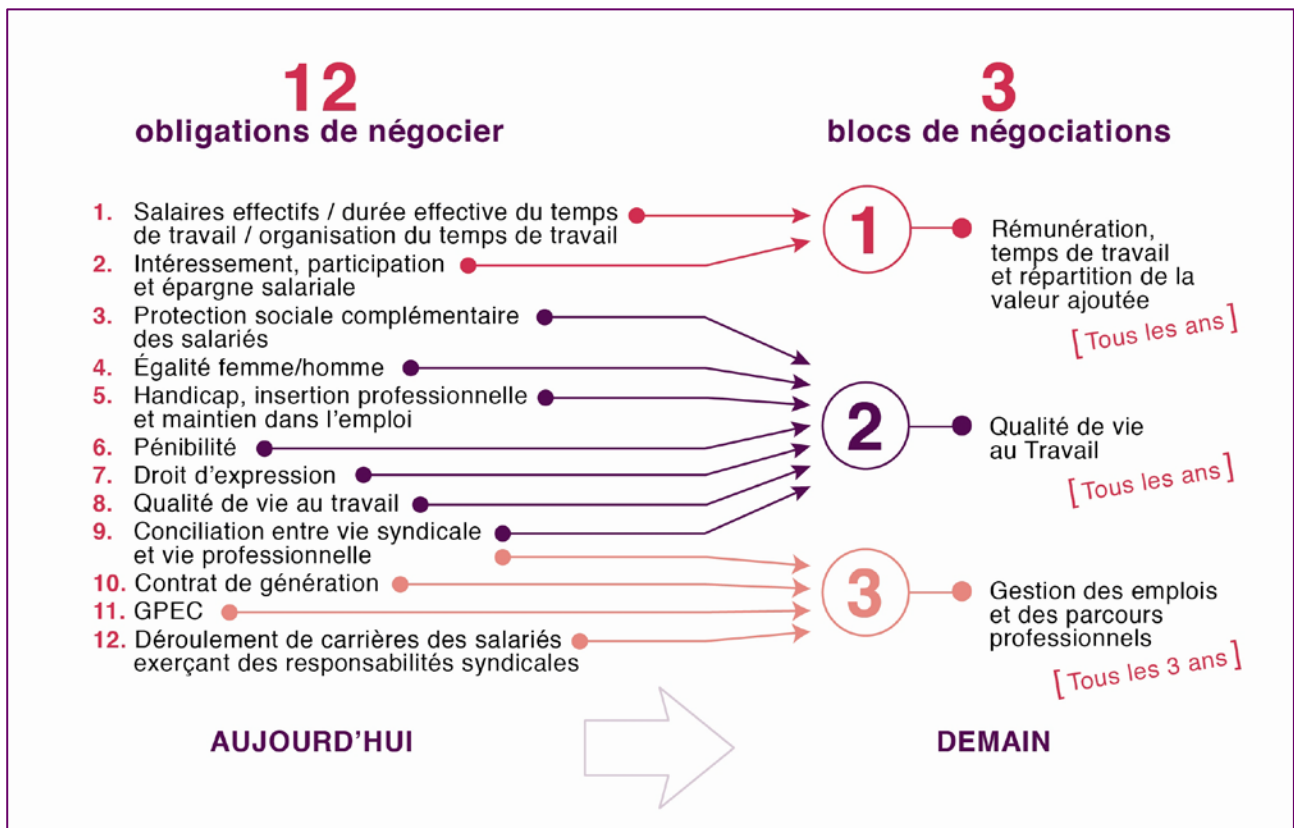 12
obligations de négocier
1. Salaires effectifs / durée effective du temps
de travail / organisation du temps de travail
2. Intéressement, participation
et épargne salariale
3. Protection sociale complémentaire
des salariés
4. Égalité femme/homme
5. Handicap, insertion professionnelle
et maintien dans l'emploi
6. Pénibilité
7. Droit d'expression
8. Qualité de vie au travail
9. Conciliation entre vie syndicale
et vie professionnelle
10. Contrat de génération
11. GPEC
12. Déroulement de carrières des salariés
exerçant des responsabilités syndicales
AUJOURD'HUI
3
blocs de négociations
1
Rémunération,
temps de travail
et répartition de la
valeur ajoutée
[Tous les ans]
2
Qualité de vie
au Travail
[Tous les ans]
3
Gestion des emplois
et des parcours
professionnels
[Tous les 3 ans]
DEMAIN